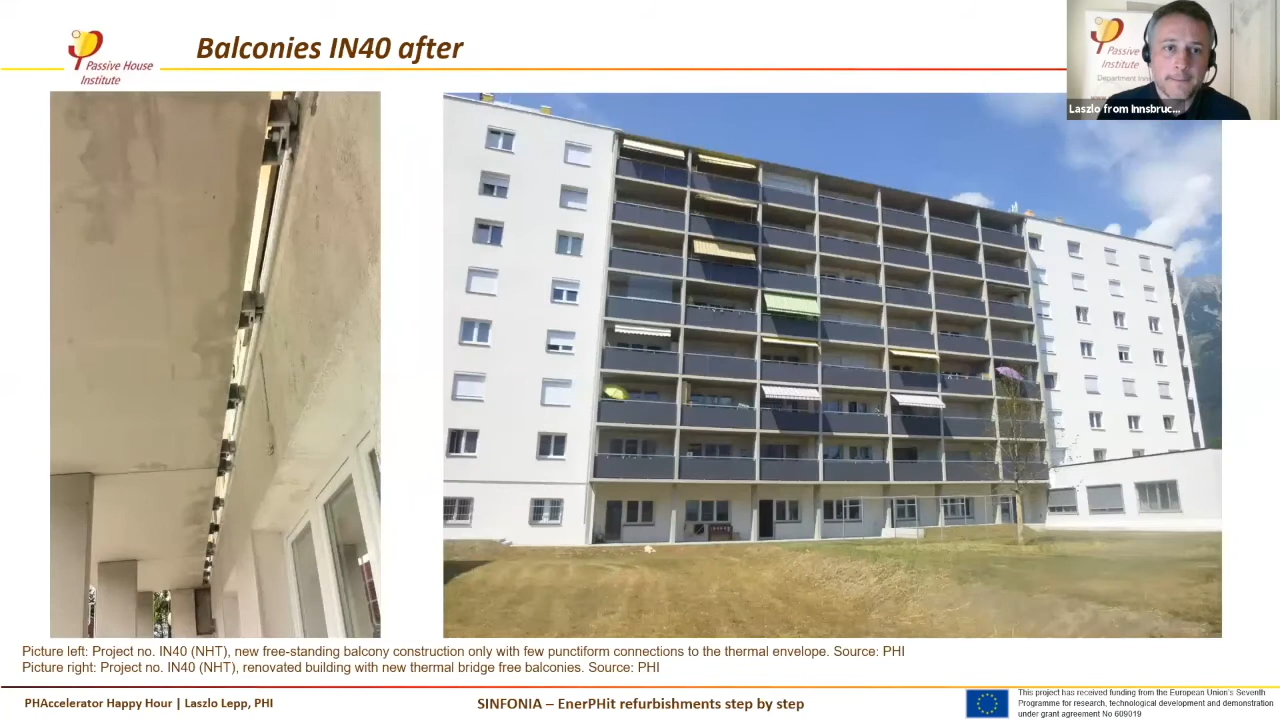 Balconies IN40 after
Passive House
Institute
Passive
Institute
Laszlo from Innsbruc...
Picture left: Project no. IN40 (NHT), new free-standing balcony construction only with few punctiform connections to the thermal envelope. Source: PHI
Picture right: Project no. IN40 (NHT), renovated building with new thermal bridge free balconies. Source: PHI
PHAccelerator Happy Hour | Laszlo Lepp, PHI
SINFONIA – EnerPHit refurbishments step by step
This project has received funding from the European Union's Seventh
Programme for research, technological development and demonstration
under grant agreement No 609019